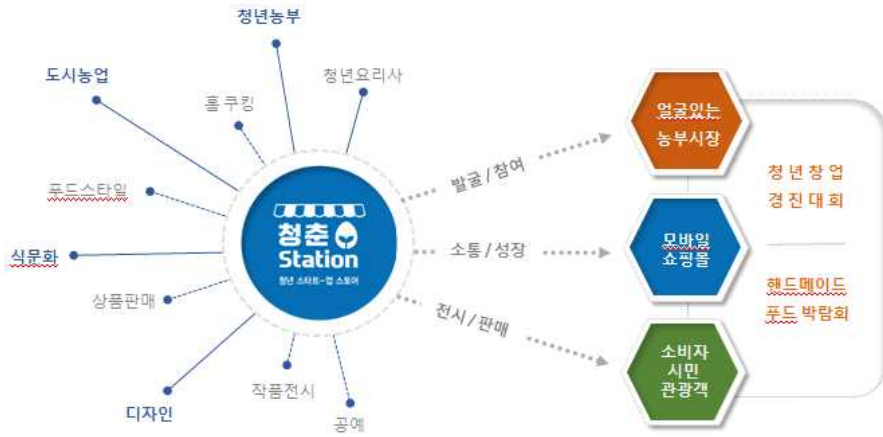 청년농부
도시농업
청년요리사
홈 쿠킹
푸드스타일
식문화
상품판매
디자인
작품전시
공예
청춘
Station
청년 스타트-업 스토어
발굴 / 참여
소통 / 성장
전시 / 판매
얼굴있는
농부시장
모바일
쇼핑몰
소비자
시민
관광객
청 년 창 업
경 진 대 회
핸드메이드
푸드 박람회